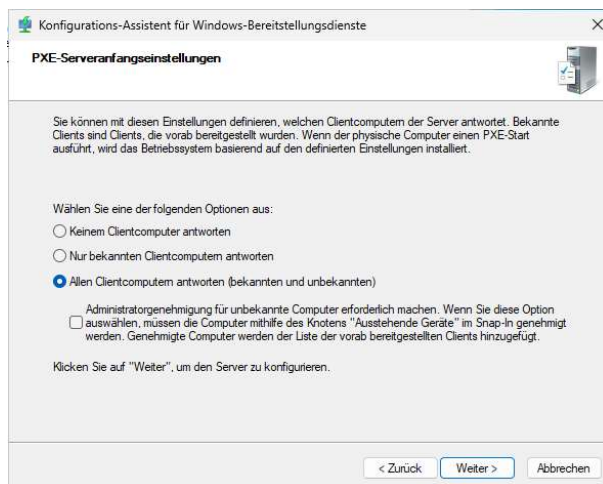 Konfigurations-Assistent für Windows-Bereitstellungsdienste
PXE-Serveranfangseinstellungen
Sie können mit diesen Einstellungen definieren, welchen Clientcomputern der Server antwortet. Bekannte
Clients sind Clients, die vorab bereitgestellt wurden. Wenn der physische Computer einen PXE-Start
ausführt, wird das Betriebssystem basierend auf den definierten Einstellungen installiert.
Wählen Sie eine der folgenden Optionen aus:
Keinem Clientcomputer antworten
Nur bekannten Clientcomputern antworten
Allen Clientcomputern antworten (bekannten und unbekannten)
Administratorgenehmigung für unbekannte Computer erforderlich machen. Wenn Sie diese Option
auswählen, müssen die Computer mithilfe des Knotens "Ausstehende Geräte" im Snap-In genehmigt
werden. Genehmigte Computer werden der Liste der vorab bereitgestellten Clients hinzugefügt.
Klicken Sie auf "Weiter", um den Server zu konfigurieren.
< Zurück Weiter > Abbrechen